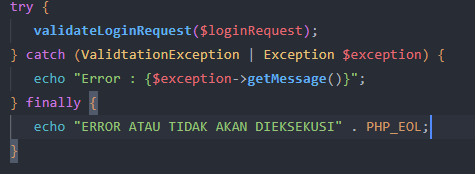 try {
validateLoginRequest($loginRequest);
} catch (ValidtationException | Exception $exception) {
echo "Error : {$exception->getMessage()}";
} finally {
echo "ERROR ATAU TIDAK AKAN DIEKSEKUSI" . PHP_EOL;
}